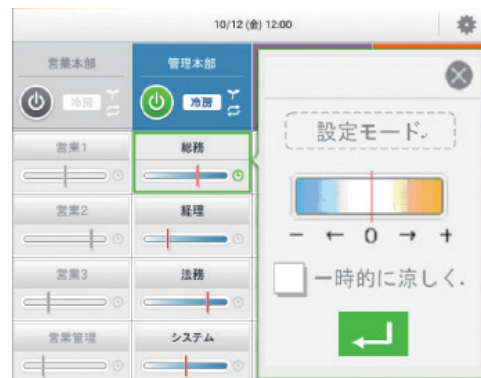 10/12 (金) 12:00
営業本部
管理本部
冷房
冷房
営業1
総務
営業2
経理
営業3
法務
営業管理
システム
設定モード
− ← 0 → +
一時的に涼しく.